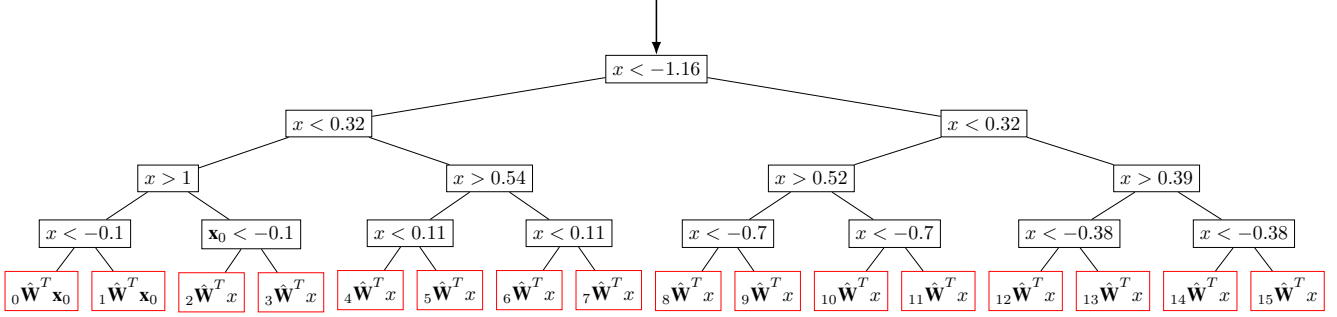 x < −1.16
x < 0.32 x < 0.32
x > 1 x > 0.54 x > 0.52 x > 0.39
x < −0.1 𝐱₀ < −0.1 x < 0.11 x < 0.11 x < −0.7 x < −0.7 x < −0.38 x < −0.38
₀Ŵᵀ𝐱₀ ₁Ŵᵀ𝐱₀ ₂Ŵᵀx ₃Ŵᵀx ₄Ŵᵀx ₅Ŵᵀx ₆Ŵᵀx ₇Ŵᵀx ₈Ŵᵀx ₉Ŵᵀx ₁₀Ŵᵀx ₁₁Ŵᵀx ₁₂Ŵᵀx ₁₃Ŵᵀx ₁₄Ŵᵀx ₁₅Ŵᵀx